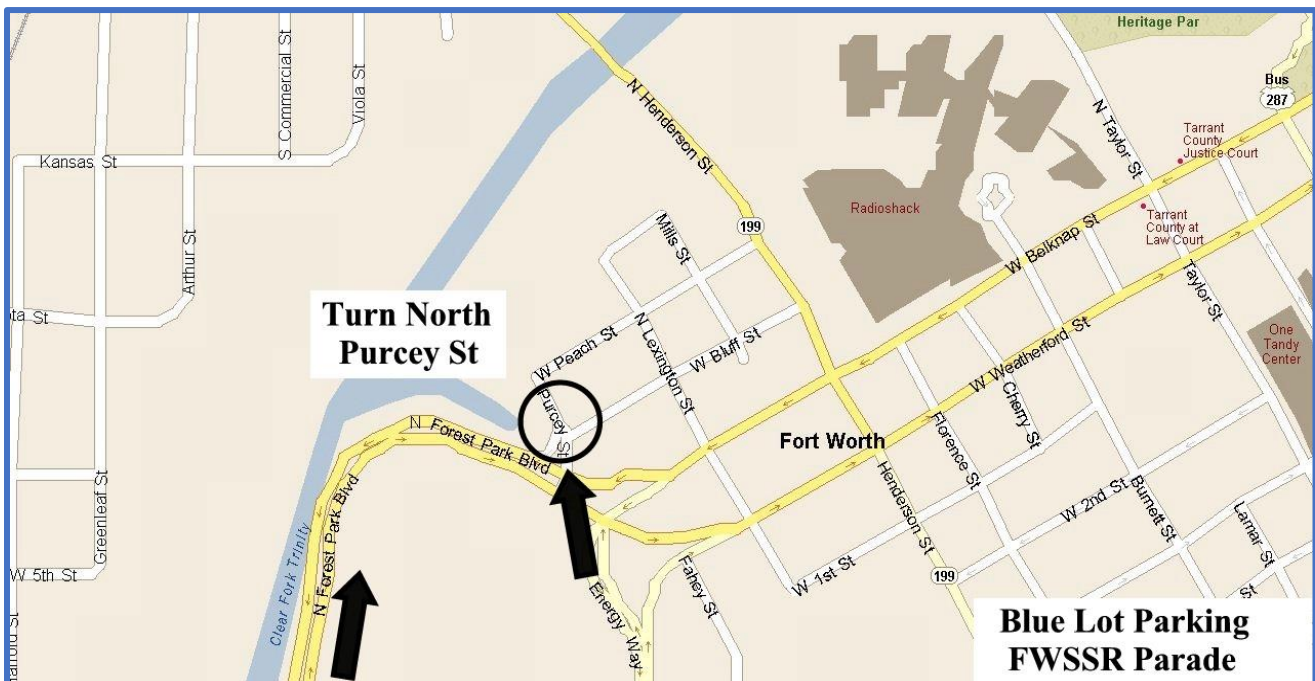 Heritage Par
Bus
287
S Commercial St
Viola St
N Henderson St
N Taylor St
Tarrant
County
Justice Court
Kansas St
Radioshack
Tarrant
County at
Law Court
Arthur St
Mills St
199
W Belknap St
Taylor St
ota St
Turn North
Purcey St
W Peach St
N Lexington St
W Bluff St
W Weatherford St
One
Tandy
Center
Purcey St
Cherry St
N Forest Park Blvd
Fort Worth
Florence St
Henderson St
Greenleaf St
N Forest Park Blvd
Clear Fork Trinity
W 2nd St
Burnett St
Lamar St
W 5th St
W 1st St
199
St
Fahey St
Energy Way
Blue Lot Parking
FWSSR Parade